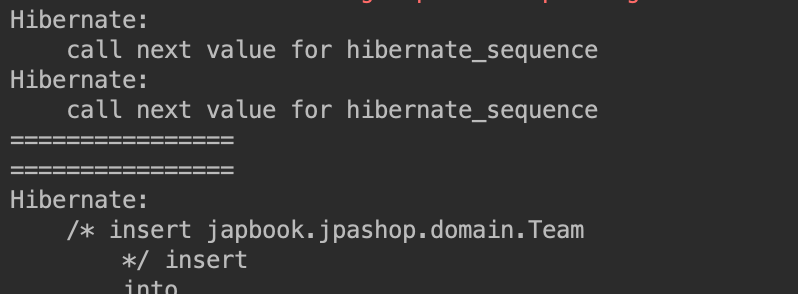 Hibernate:
    call next value for hibernate_sequence
Hibernate:
    call next value for hibernate_sequence
================
================
Hibernate:
    /* insert japbook.jpashop.domain.Team
        */ insert
        into